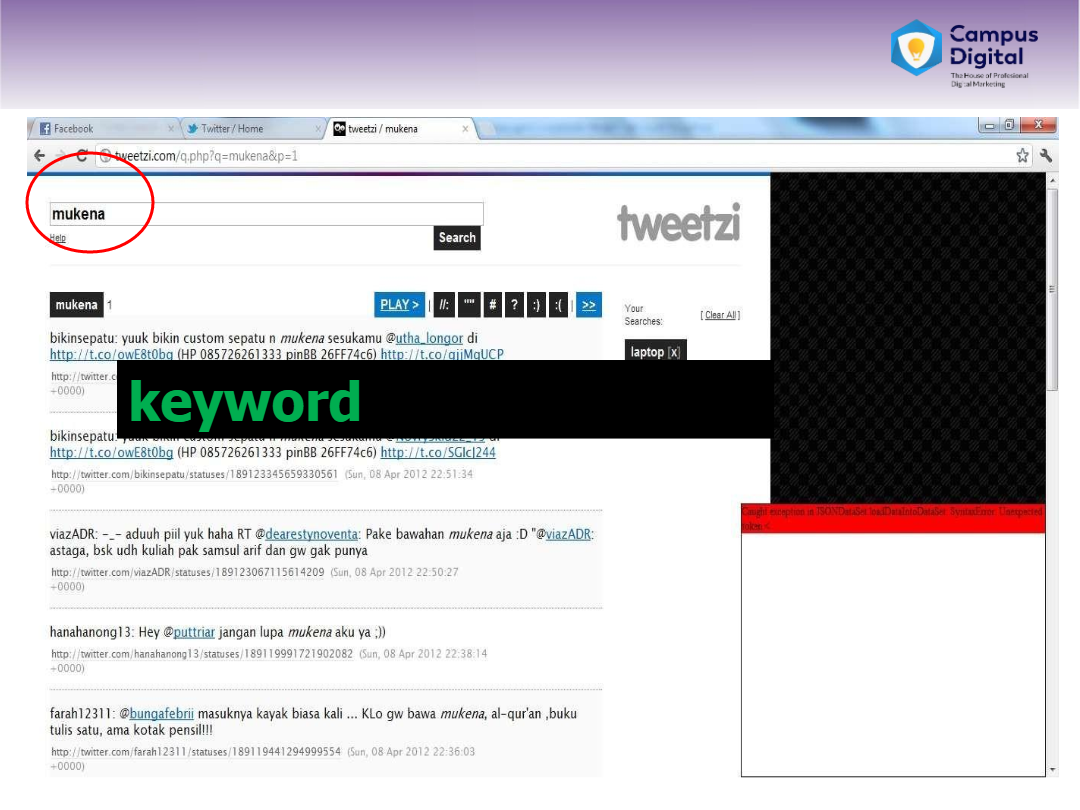 Campus
Digital
The House of Profesional
Digital Marketing
Facebook
Twitter / Home
tweetzi / mukena
tweetzi.com/q.php?q=mukena&p=1
mukena
Help
Search
tweetzi
mukena 1
PLAY > | //: "" # ? :) :( | >>
Your
Searches:
[ Clear All ]
laptop [x]
bikinsepatu: yuuk bikin custom sepatu n mukena sesukamu @utha_longor di
http://t.co/owE8t0bg (HP 085726261333 pinBB 26FF74c6) http://t.co/gjjMqUCP
http://twitter.c
+0000)
keyword
bikinsepatu: yuuk bikin custom sepatu n mukena sesukamu
http://t.co/owE8t0bg (HP 085726261333 pinBB 26FF74c6) http://t.co/SGlcJ244
http://twitter.com/bikinsepatu/statuses/189123345659330561 (Sun, 08 Apr 2012 22:51:34
+0000)
viazADR: -_- aduuh piil yuk haha RT @dearestynoventa: Pake bawahan mukena aja :D "@viazADR:
astaga, bsk udh kuliah pak samsul arif dan gw gak punya
http://twitter.com/viazADR/statuses/189123067115614209 (Sun, 08 Apr 2012 22:50:27
+0000)
hanahanong13: Hey @puttriar jangan lupa mukena aku ya ;))
http://twitter.com/hanahanong13/statuses/189119991721902082 (Sun, 08 Apr 2012 22:38:14
+0000)
farah12311: @bungafebrii masuknya kayak biasa kali ... KLo gw bawa mukena, al-qur'an ,buku
tulis satu, ama kotak pensil!!!
http://twitter.com/farah12311/statuses/189119441294999554 (Sun, 08 Apr 2012 22:36:03
+0000)
Caught exception in JSONDataSet.loadDataIntoDataSet: SyntaxError: Unexpected
token <